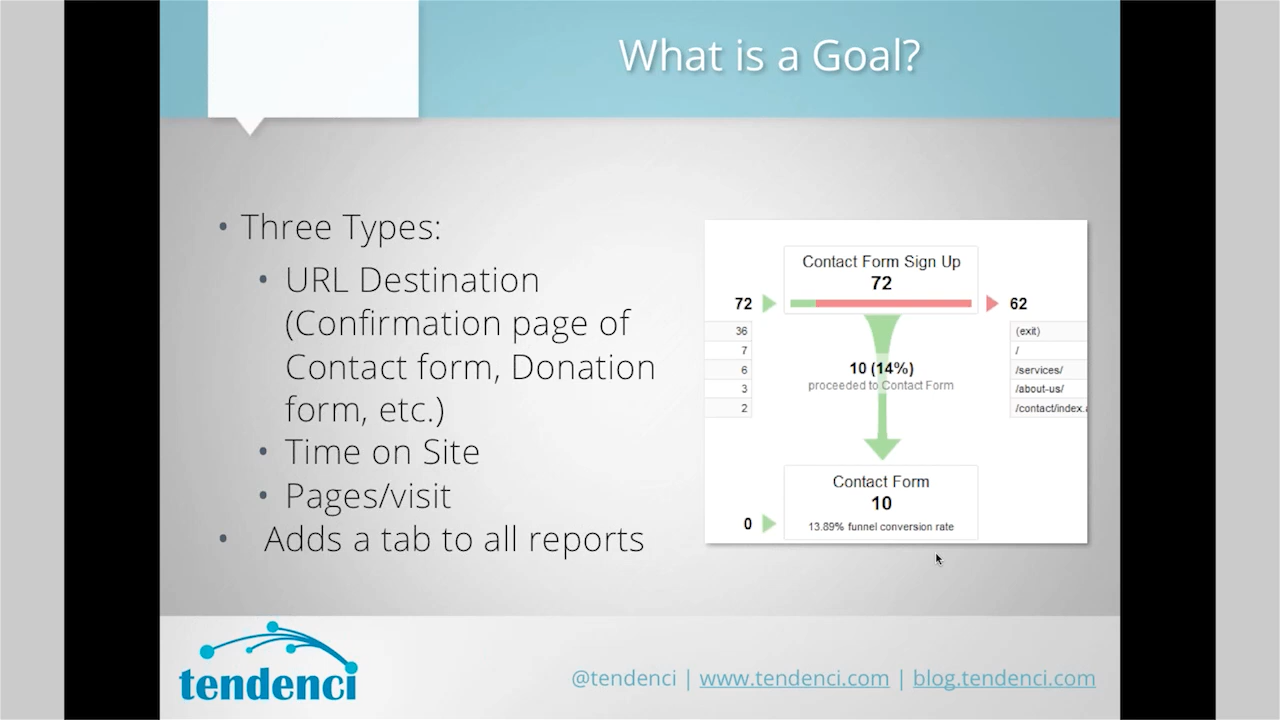 What is a Goal?
• Three Types:
• URL Destination
(Confirmation page of
Contact form, Donation
form, etc.)
• Time on Site
• Pages/visit
• Adds a tab to all reports
Contact Form Sign Up
72
72
62
36
7
6
3
2
(exit)
/
/services/
/about-us/
/contact/index.
10 (14%)
proceeded to Contact Form
Contact Form
10
0
13.89% funnel conversion rate
tendenci
@tendenci | www.tendenci.com | blog.tendenci.com